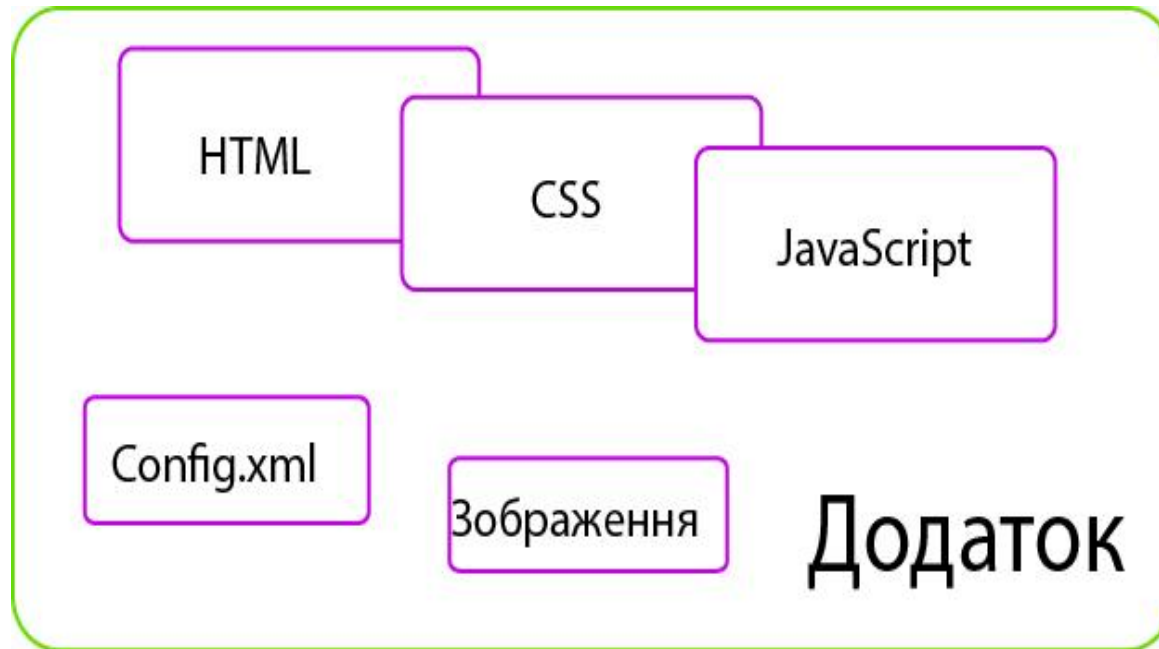 HTML
CSS
JavaScript
Config.xml
Зображення
Додаток